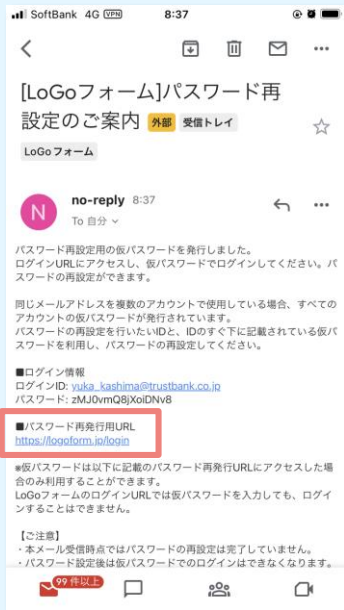 SoftBank 4G VPN 8:37
[LoGoフォーム]パスワード再
設定のご案内 外部 受信トレイ
LoGo フォーム
N
no-reply 8:37
To 自分
パスワード再設定用の仮パスワードを発行しました。
ログインURLにアクセスし、仮パスワードでログインしてください。パ
スワードの再設定ができます。
同じメールアドレスを複数のアカウントで使用している場合、すべての
アカウントの仮パスワードが発行されています。
パスワードの再設定を行いたいIDと、IDのすぐ下に記載されている仮パ
スワードを利用し、パスワードの再設定してください。
■ログイン情報
ログインID: yuka_kashima@trustbank.co.jp
パスワード: zMJ0vmQ8jXoiDNv8
■パスワード再発行用URL
https://logoform.jp/login
※仮パスワードは以下に記載のパスワード再発行URLにアクセスした場
合のみ利用することができます。
LoGoフォームのログインURLでは仮パスワードを入力しても、ログイ
ンすることはできません。
【ご注意】
・本メール受信時点ではパスワードの再設定は完了していません。
・パスワード設定後は仮パスワードでのログインはできなくなります。
99 件以上